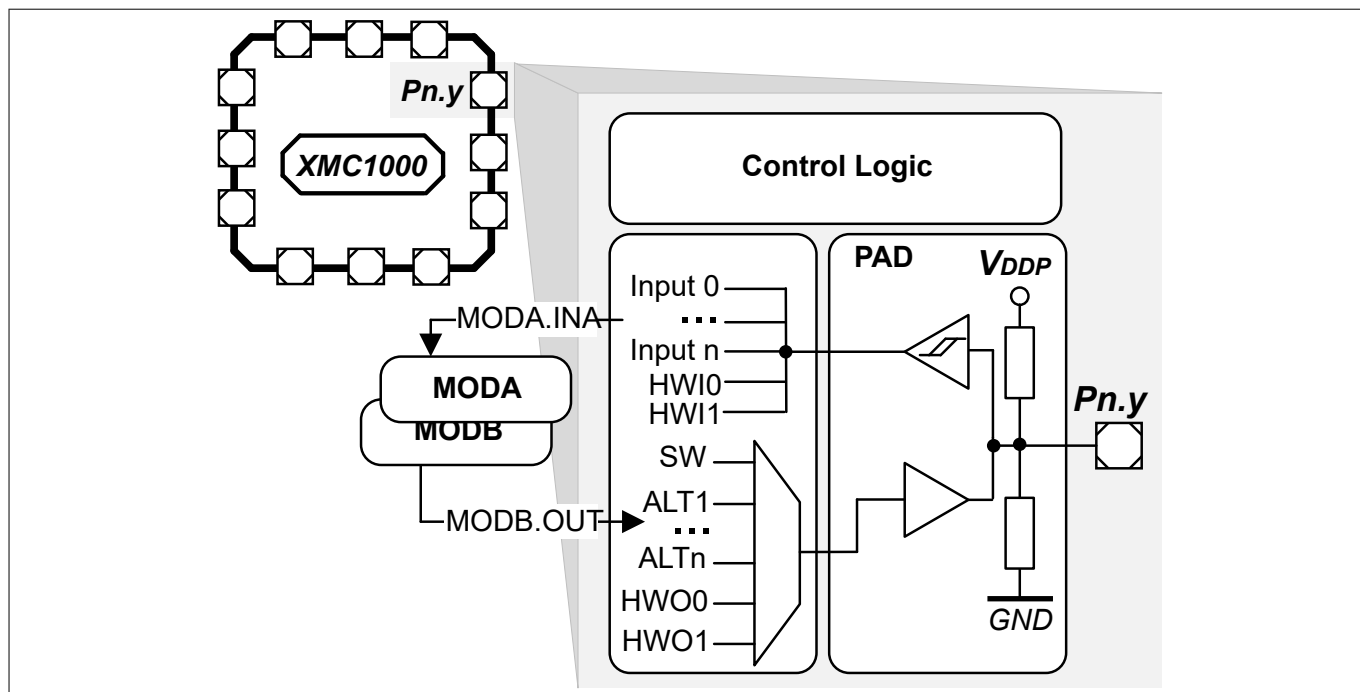 Pn.y
XMC1000
Control Logic
PAD
VDDP
Input 0
...
Input n
HWI0
HWI1
MODA.INA
MODA
MODB
Pn.y
SW
ALT1
...
ALTn
HWO0
HWO1
MODB.OUT
GND